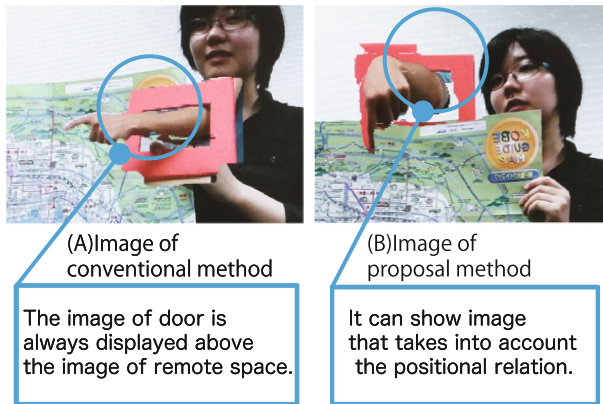 KOBE
GUIDE
MAP
(A)Image of
conventional method
(B)Image of
proposal method
The image of door is
always displayed above
the image of remote space.
It can show image
that takes into account
the positional relation.